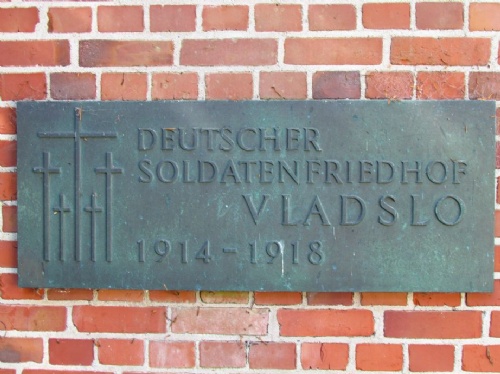 DEUTSCHER
SOLDATENFRIEDHOF
VLADSLO
1914-1918